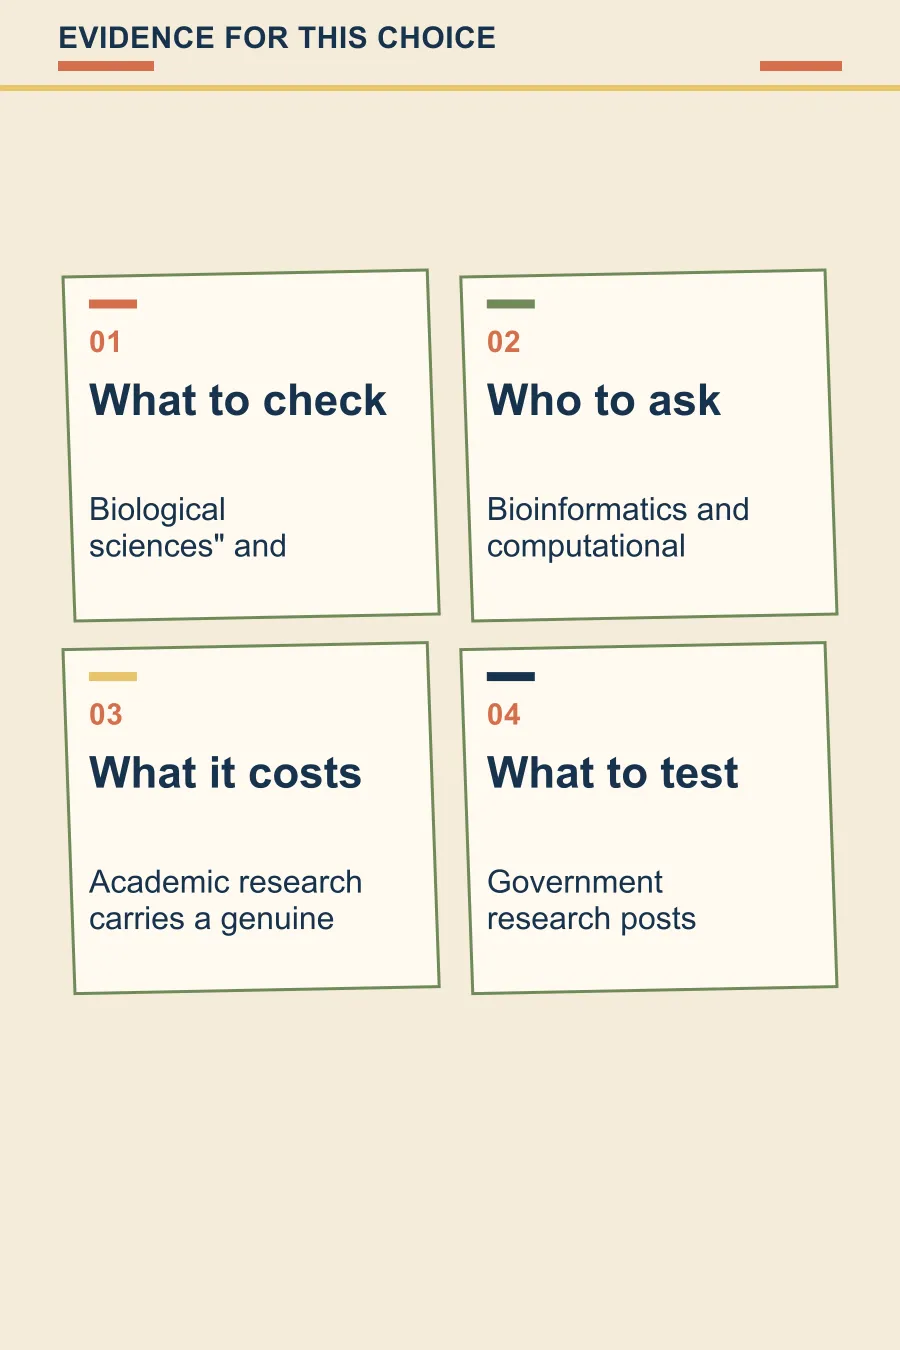 EVIDENCE FOR THIS CHOICE
01
What to check
Biological
sciences" and
02
Who to ask
Bioinformatics and
computational
03
What it costs
Academic research
carries a genuine
04
What to test
Government
research posts